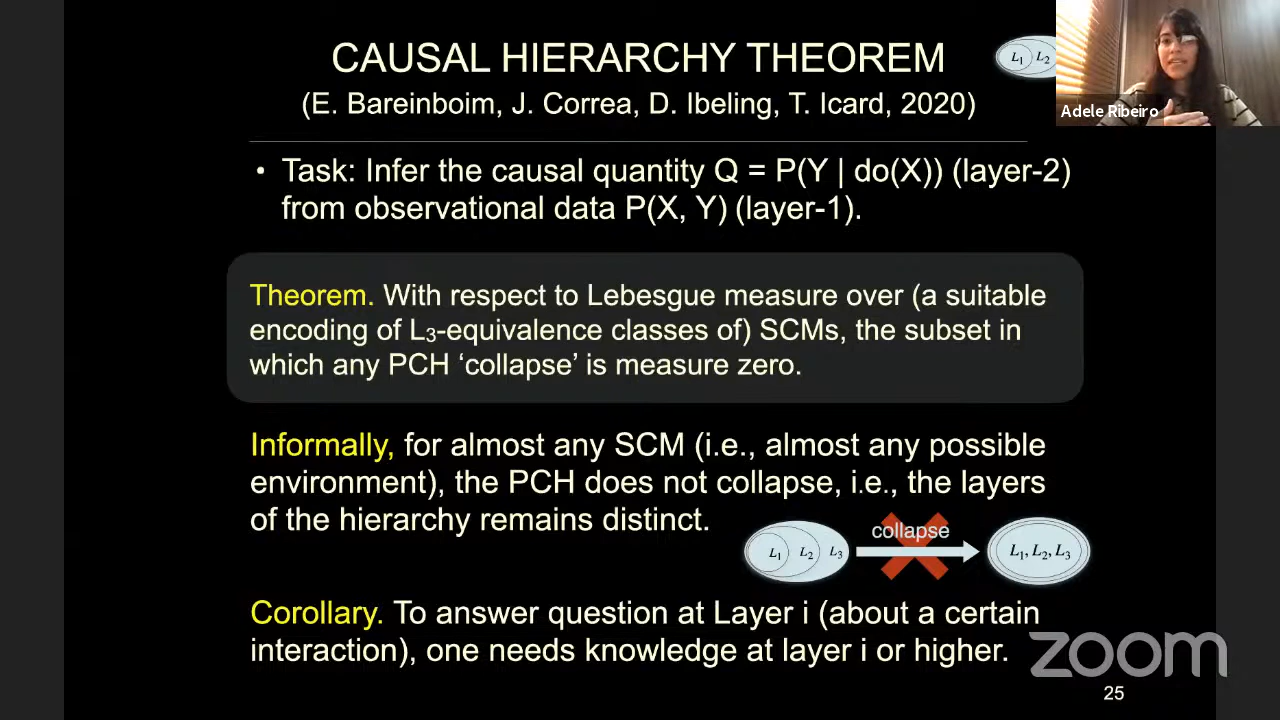 CAUSAL HIERARCHY THEOREM
(E. Bareinboim, J. Correa, D. Ibeling, T. Icard, 2020)
L₁ L₂
Adele Ribeiro
• Task: Infer the causal quantity Q = P(Y | do(X)) (layer-2)
from observational data P(X, Y) (layer-1).
Theorem. With respect to Lebesgue measure over (a suitable
encoding of L₃-equivalence classes of) SCMs, the subset in
which any PCH ‘collapse’ is measure zero.
Informally, for almost any SCM (i.e., almost any possible
environment), the PCH does not collapse, i.e., the layers
of the hierarchy remains distinct.
L₁ L₂ L₃
collapse
L₁, L₂, L₃
Corollary. To answer question at Layer i (about a certain
interaction), one needs knowledge at layer i or higher.
zoom
25